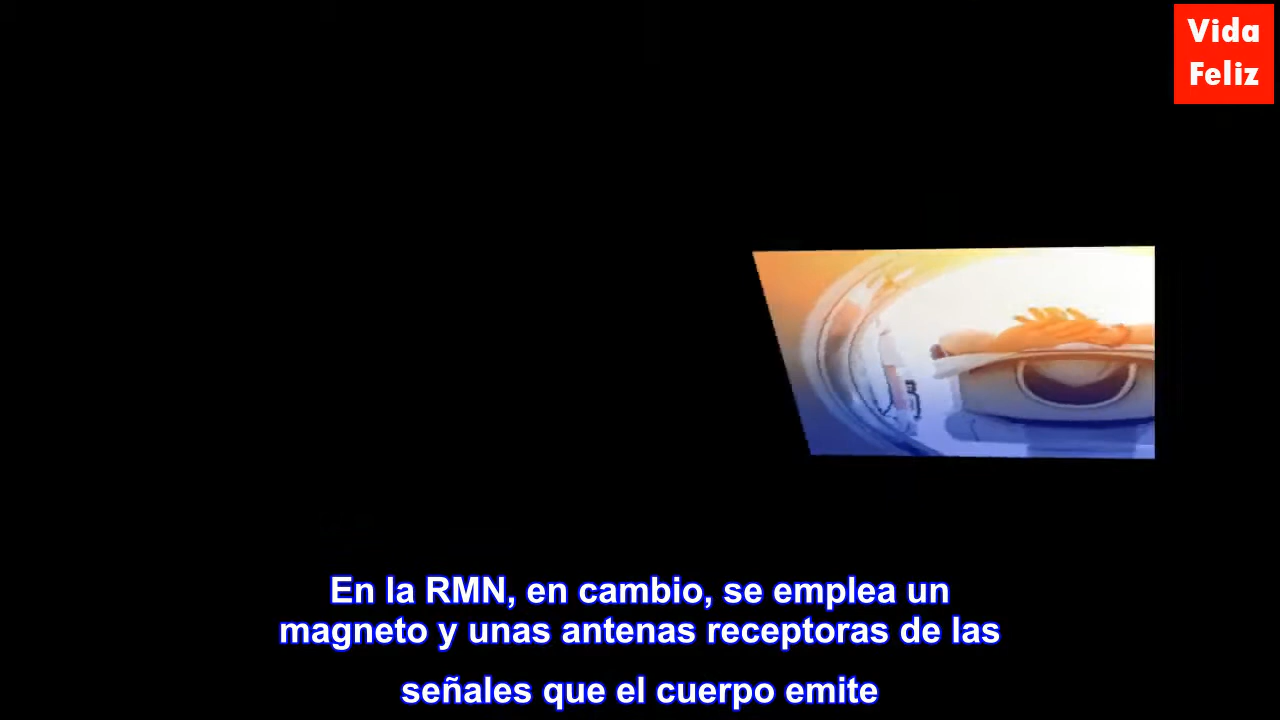 Vida
Feliz
En la RMN, en cambio, se emplea un
magneto y unas antenas receptoras de las
señales que el cuerpo emite